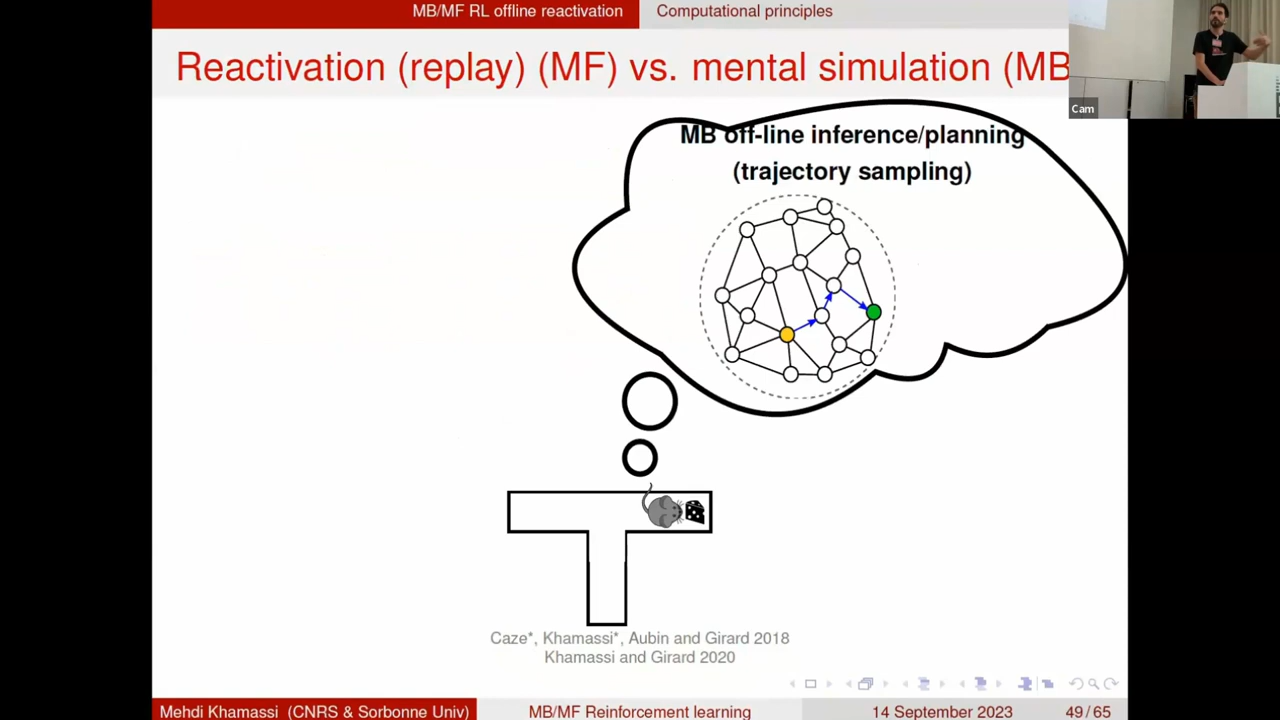 MB/MF RL offline reactivation
Computational principles
Reactivation (replay) (MF) vs. mental simulation (MB
Cam
MB off-line inference/planning
(trajectory sampling)
Caze*, Khamassi*, Aubin and Girard 2018
Khamassi and Girard 2020
Mehdi Khamassi (CNRS & Sorbonne Univ)
MB/MF Reinforcement learning
14 September 2023
49/65